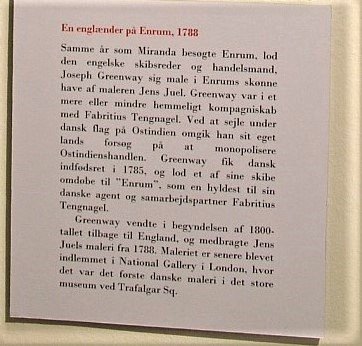 En englænder på Enrum, 1788
Samme år som Miranda besøgte Enrum, lod
den engelske skibsreder og handelsmand,
Joseph Greenway sig male i Enrums skønne
have af maleren Jens Juel. Greenway var i et
mere eller mindre hemmeligt kompagniskab
med Fabritius Tengnagel. Ved at sejle under
dansk flag på Ostindien omgik han sit eget
lands forsøg på at monopolisere
Ostindienshandlen. Greenway fik dansk
indfødsret i 1785, og lod et af sine skibe
omdøbe til "Enrum", som en hyldest til sin
danske agent og samarbejdspartner Fabritius
Tengnagel.
Greenway vendte i begyndelsen af 1800-
tallet tilbage til England, og medbragte Jens
Juels maleri fra 1788. Maleriet er senere blevet
indlemmet i National Gallery i London, hvor
det var det første danske maleri i det store
museum ved Trafalgar Sq.